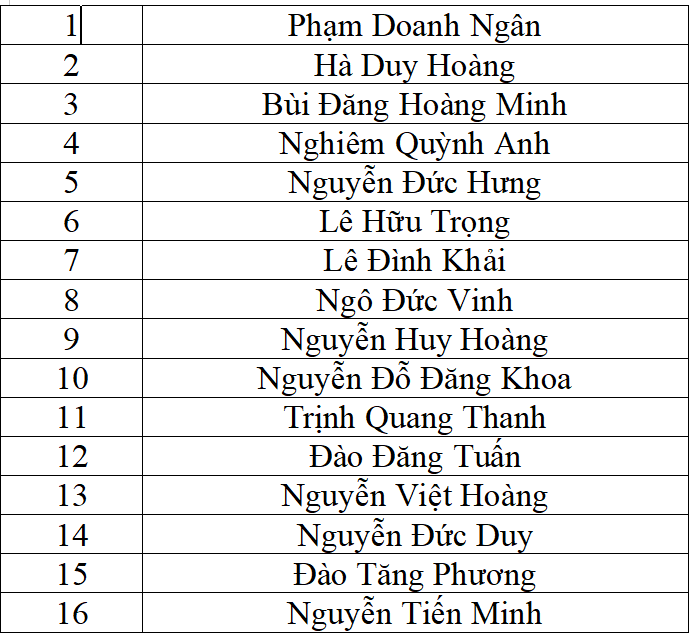 1 Phạm Doanh Ngân
2 Hà Duy Hoàng
3 Bùi Đăng Hoàng Minh
4 Nghiêm Quỳnh Anh
5 Nguyễn Đức Hưng
6 Lê Hữu Trọng
7 Lê Đình Khải
8 Ngô Đức Vinh
9 Nguyễn Huy Hoàng
10 Nguyễn Đỗ Đăng Khoa
11 Trịnh Quang Thanh
12 Đào Đăng Tuấn
13 Nguyễn Việt Hoàng
14 Nguyễn Đức Duy
15 Đào Tăng Phương
16 Nguyễn Tiến Minh